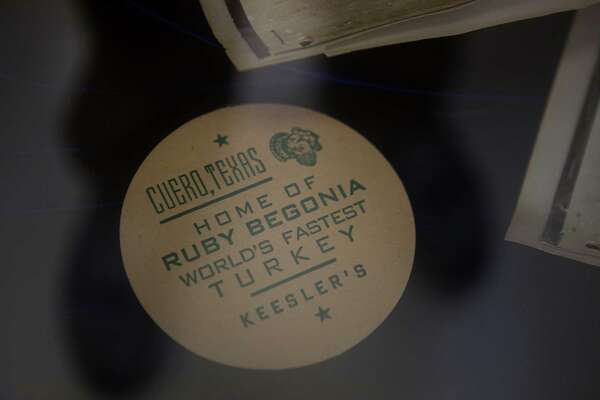 CUERO, TEXAS
HOME OF
RUBY BEGONIA
WORLD'S FASTEST
TURKEY
KEESLER'S